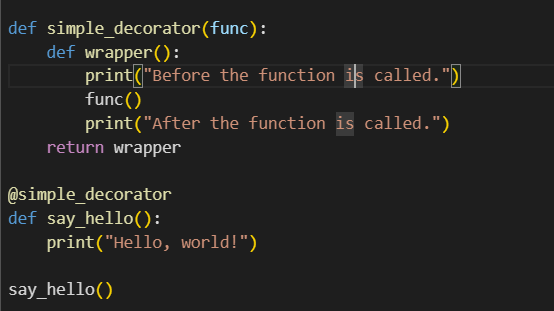 def simple_decorator(func):
    def wrapper():
        print("Before the function is called.")
        func()
        print("After the function is called.")
    return wrapper

@simple_decorator
def say_hello():
    print("Hello, world!")

say_hello()